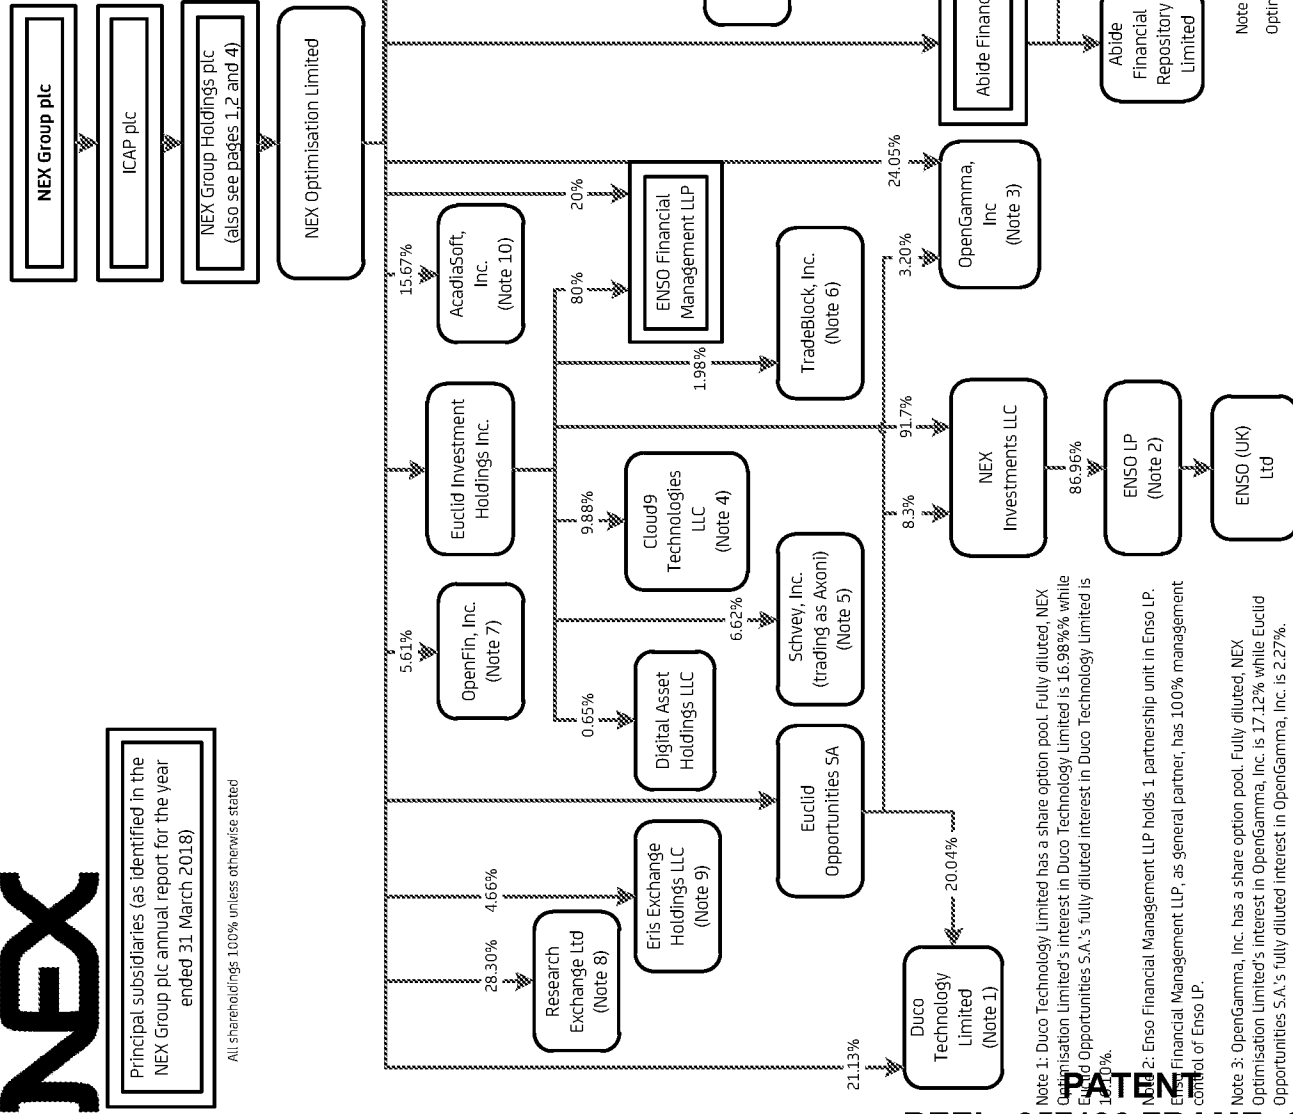 NEX
Principal subsidiaries (as identified in the
NEX Group plc annual report for the year
ended 31 March 2018)
All shareholdings 100% unless otherwise stated
NEX Group plc
ICAP plc
NEX Group Holdings plc
(also see pages 1,2 and 4)
NEX Optimisation Limited
21.13%
28.30%
4.66%
5.61%
15.67%
20%
24.05%
Research
Exchange Ltd
(Note 8)
Eris Exchange
Holdings LLC
(Note 9)
OpenFin, Inc.
(Note 7)
Euclid Investment
Holdings Inc.
AcadiaSoft,
Inc.
(Note 10)
0.65%
6.62%
9.88%
91.7%
1.98%
80%
Digital Asset
Holdings LLC
Cloud9
Technologies
LLC
(Note 4)
ENSO Financial
Management LLP
Euclid
Opportunities SA
Schvey, Inc.
(trading as Axoni)
(Note 5)
TradeBlock, Inc.
(Note 6)
20.04%
8.3%
3.20%
Duco
Technology
Limited
(Note 1)
NEX
Investments LLC
OpenGamma,
Inc
(Note 3)
Abide Financ
86.96%
ENSO LP
(Note 2)
ENSO (UK)
Ltd
Abide
Financial
Repository
Limited
Note 1: Duco Technology Limited has a share option pool. Fully diluted, NEX
Optimisation Limited's interest in Duco Technology Limited is 16.98%% while
Euclid Opportunities S.A.'s fully diluted interest in Duco Technology Limited is
16.10%.
Note 2: Enso Financial Management LLP holds 1 partnership unit in Enso LP.
Enso Financial Management LLP, as general partner, has 100% management
control of Enso LP.
Note 3: OpenGamma, Inc. has a share option pool. Fully diluted, NEX
Optimisation Limited's interest in OpenGamma, Inc. is 17.12% while Euclid
Opportunities S.A.'s fully diluted interest in OpenGamma, Inc. is 2.27%.
Note
Optim
PATENT